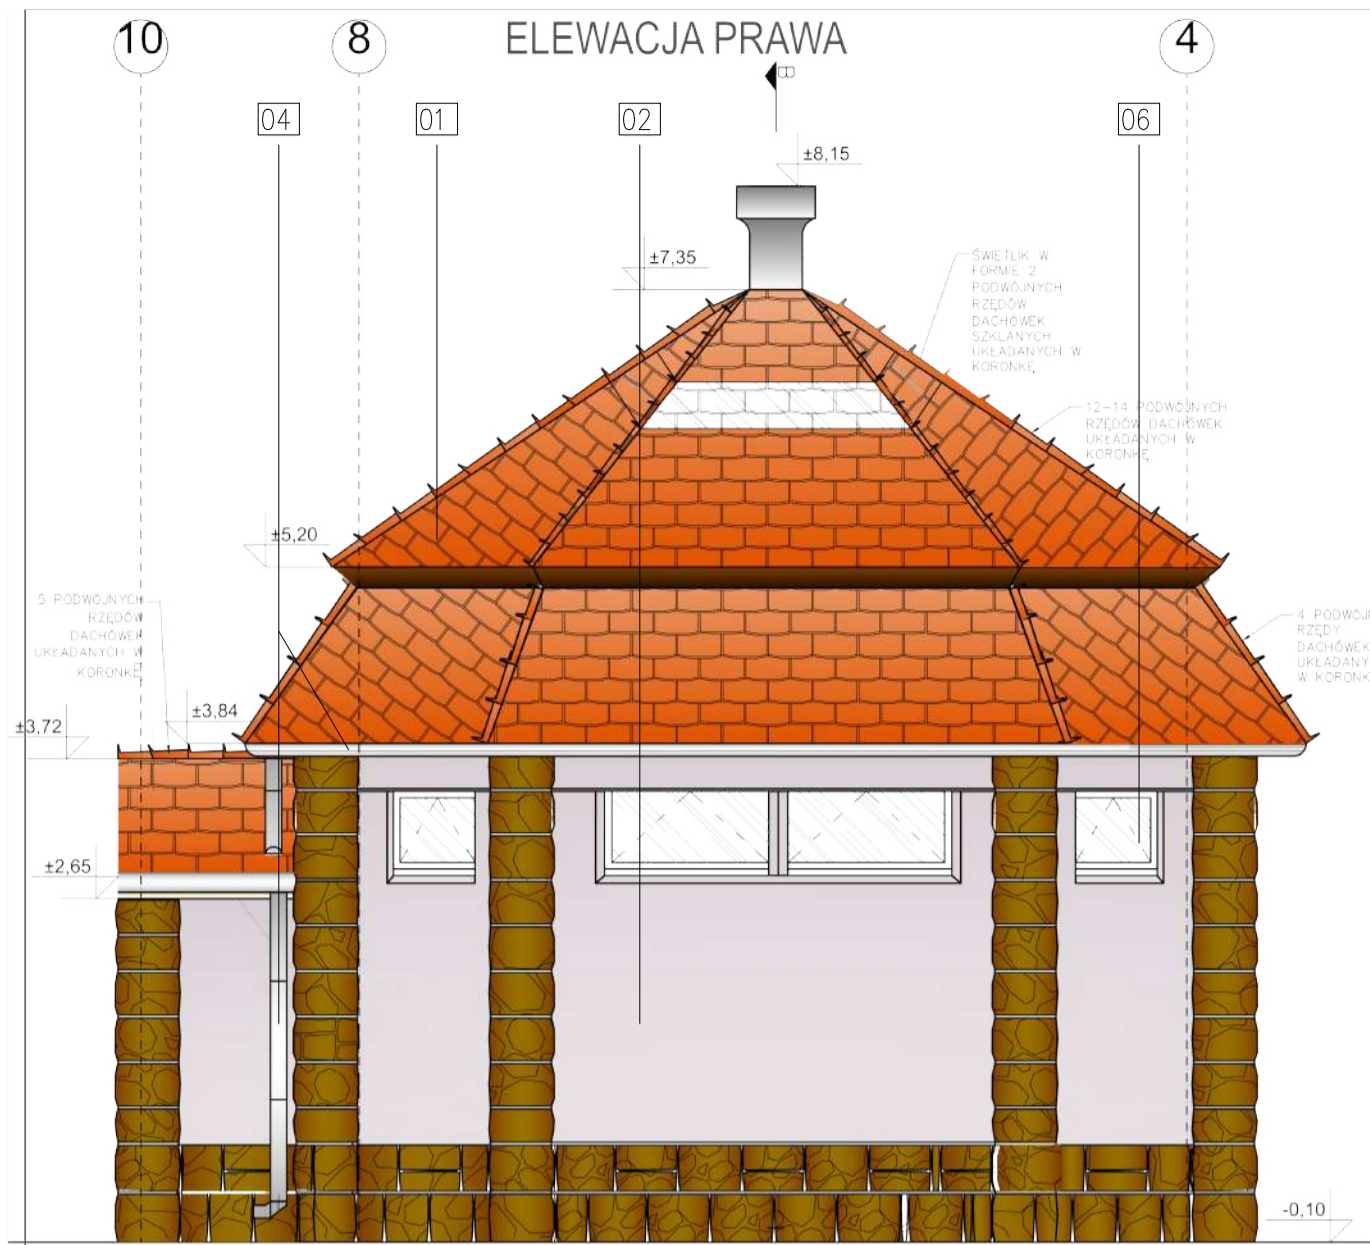 10
8
ELEWACJA PRAWA
4
B
04
01
02
06
±8,15
±7,35
ŚWIETLIK W
FORMIE 2
PODWÓJNYCH
RZĘDÓW
DACHÓWEK
SZKLANYCH
UKŁADANYCH W
KORONKĘ
12-14 PODWÓJNYCH
RZĘDÓW DACHÓWEK
UKŁADANYCH W
KORONKĘ
±5,20
5 PODWÓJNYCH
RZĘDÓW
DACHÓWEK
UKŁADANYCH W
KORONKĘ
4 PODWÓJ
RZĘDY
DACHÓWEK
UKŁADANY
W KORONK
±3,84
±3,72
±2,65
-0,10